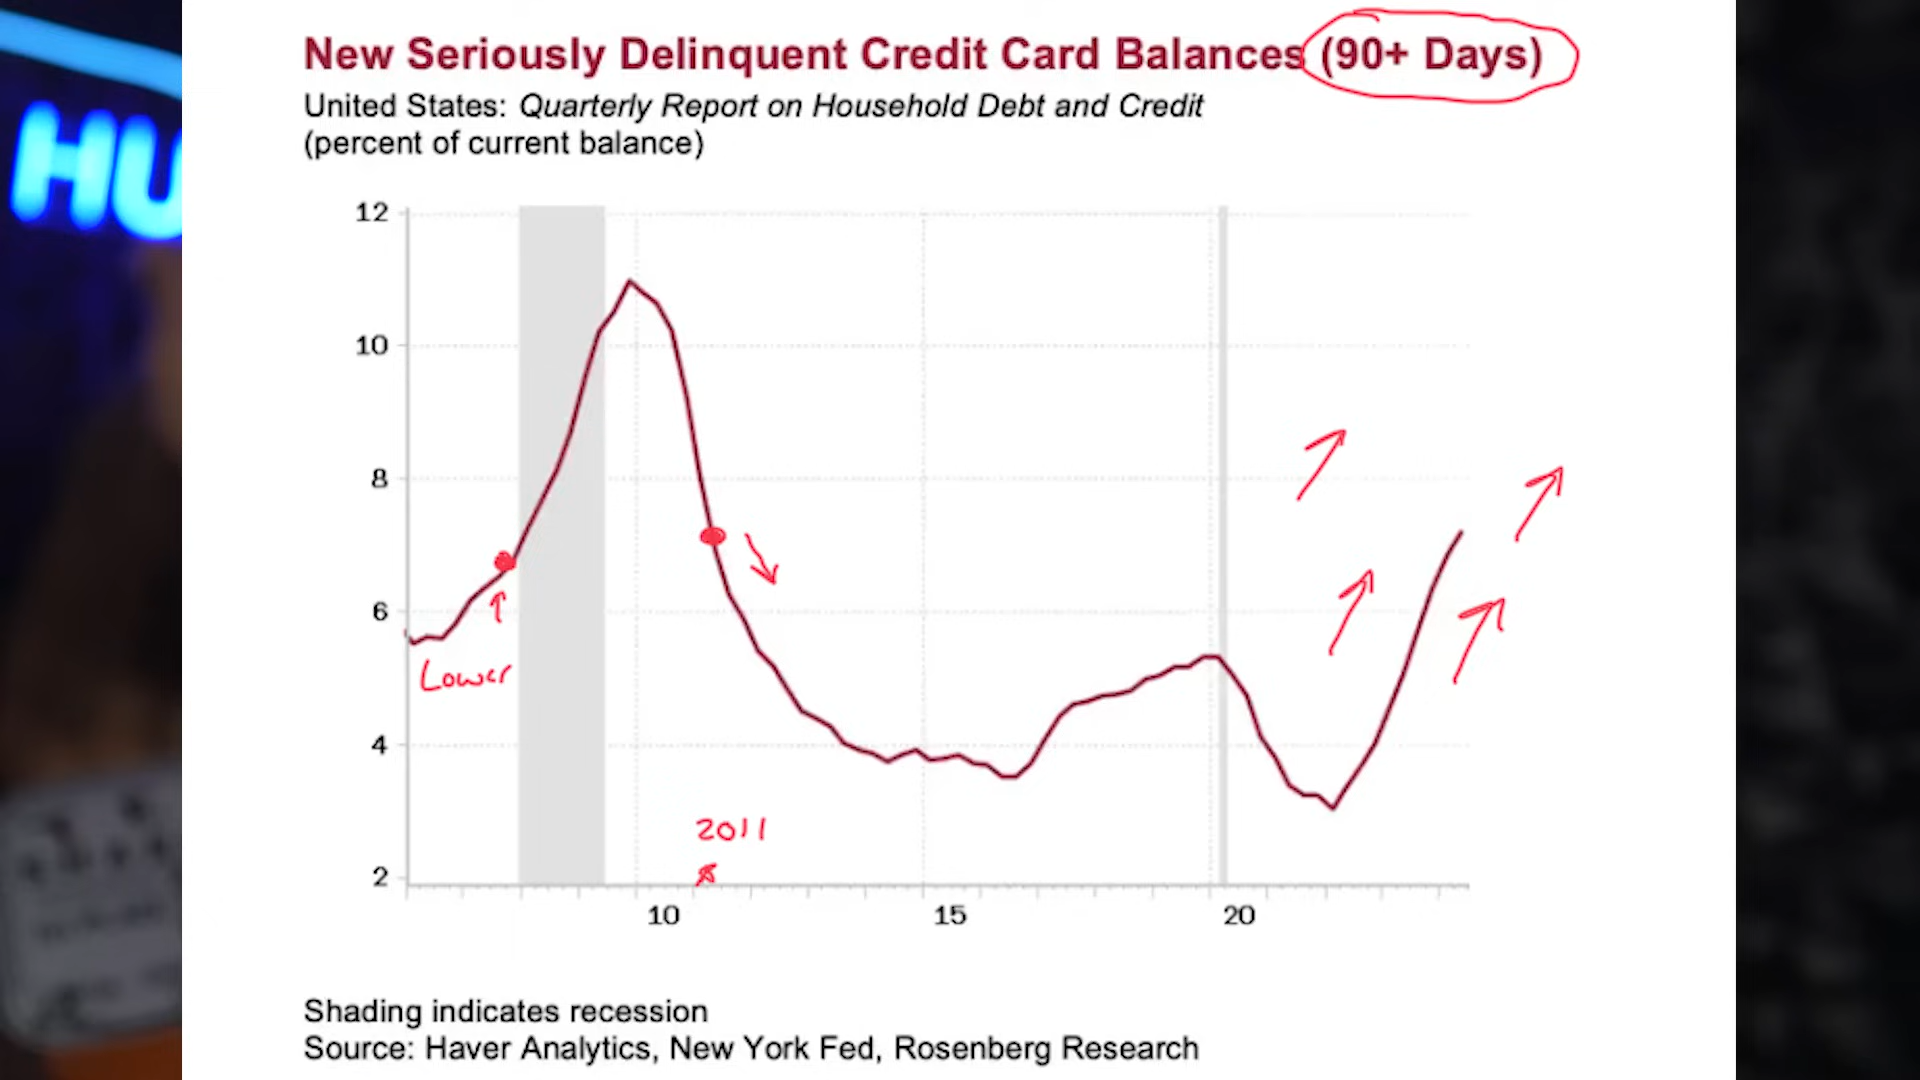 HU
New Seriously Delinquent Credit Card Balances (90+ Days)
United States: Quarterly Report on Household Debt and Credit
(percent of current balance)
12
10
8
6
4
2
Lower
2011
10 15 20
Shading indicates recession
Source: Haver Analytics, New York Fed, Rosenberg Research